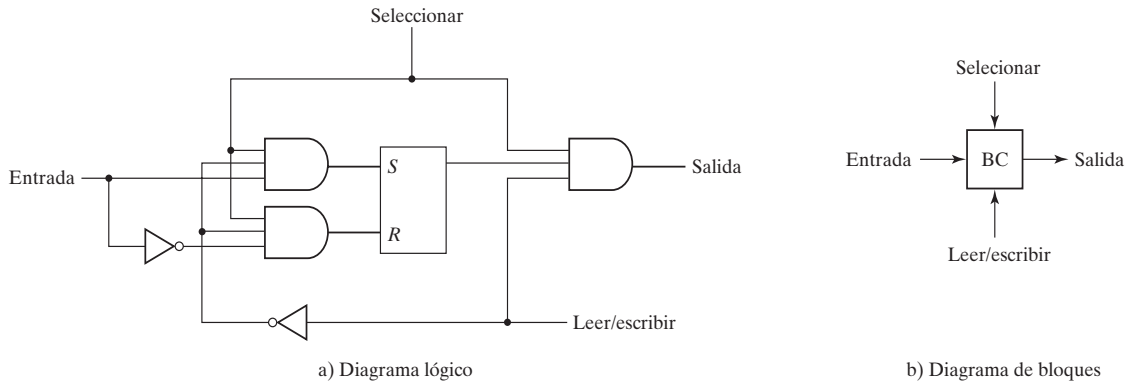 Seleccionar
Entrada
S
R
Salida
Leer/escribir
a) Diagrama lógico
Selecionar
Entrada
BC
Salida
Leer/escribir
b) Diagrama de bloques